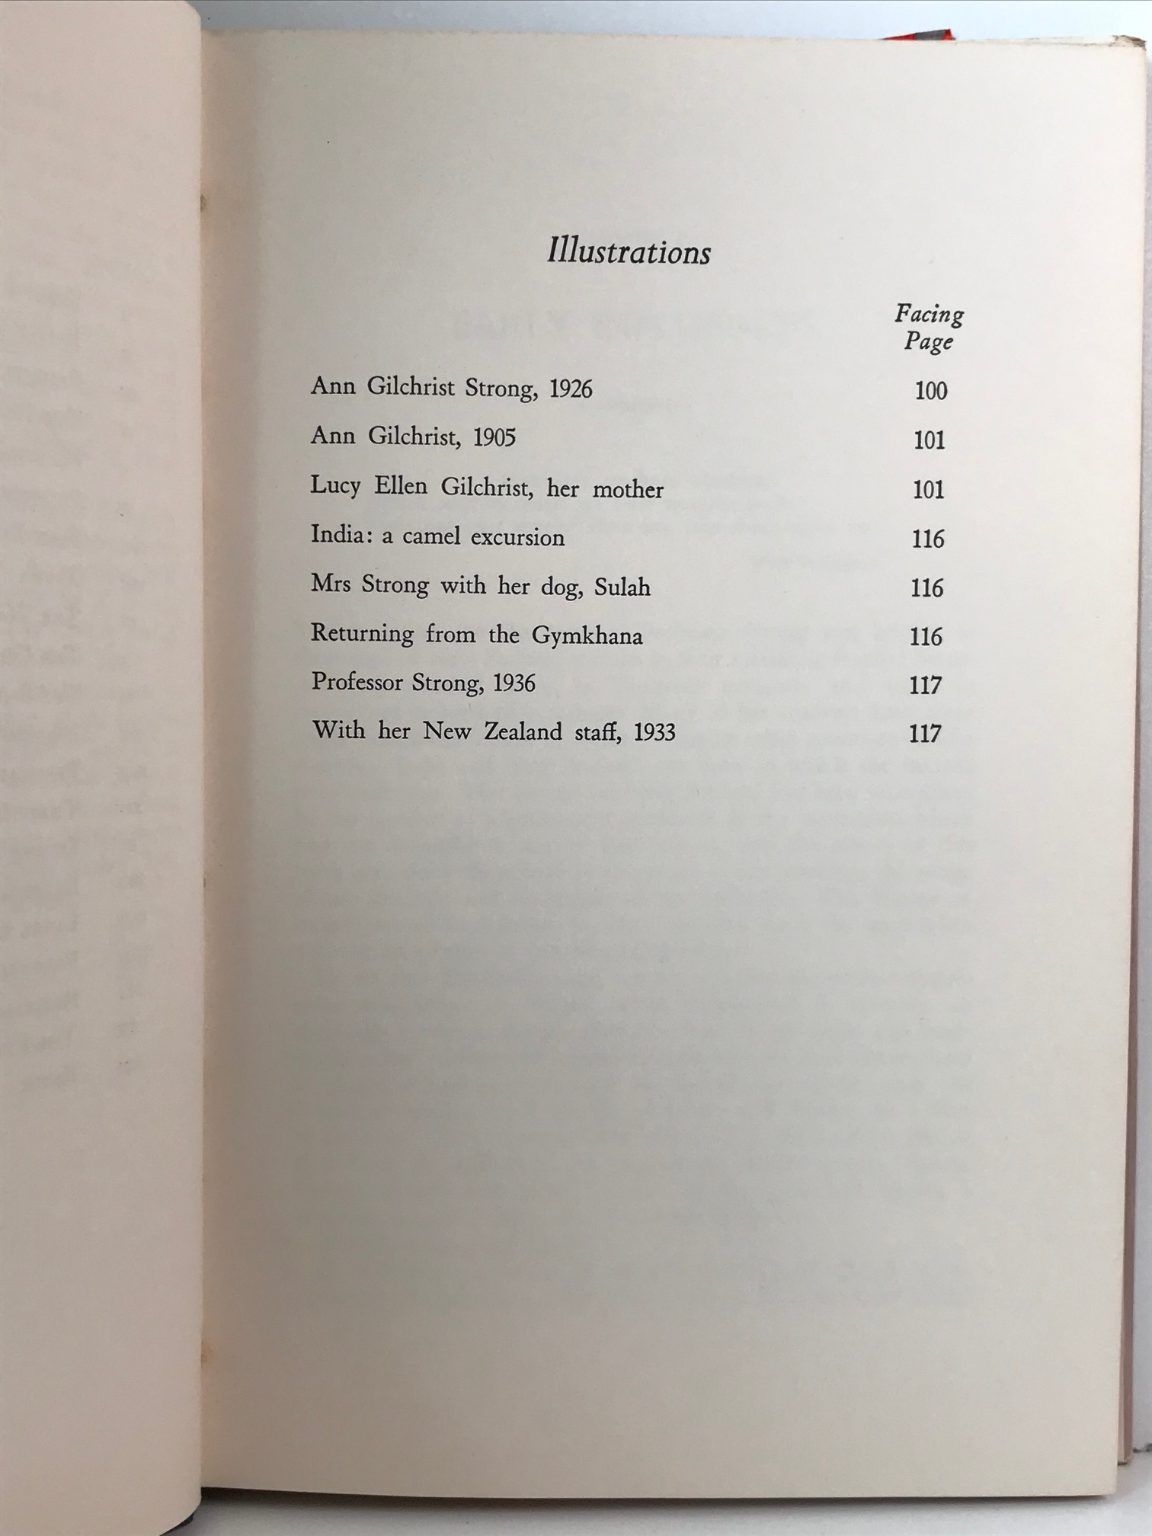 Illustrations
Facing
Page
Ann Gilchrist Strong, 1926 100
Ann Gilchrist, 1905 101
Lucy Ellen Gilchrist, her mother 101
India: a camel excursion 116
Mrs Strong with her dog, Sulah 116
Returning from the Gymkhana 116
Professor Strong, 1936 117
With her New Zealand staff, 1933 117